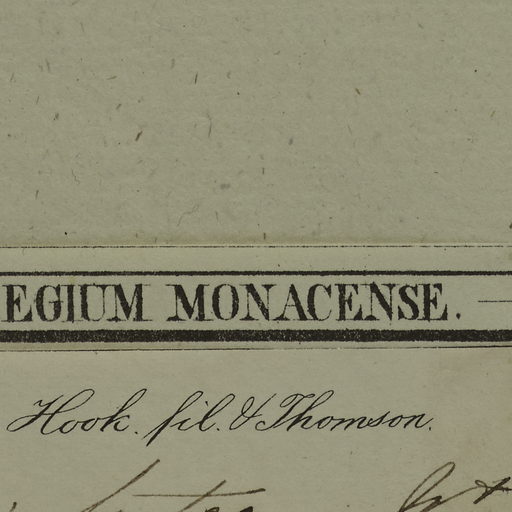 EGIUM MONACENSE.
Hook. fil. & Thomson.